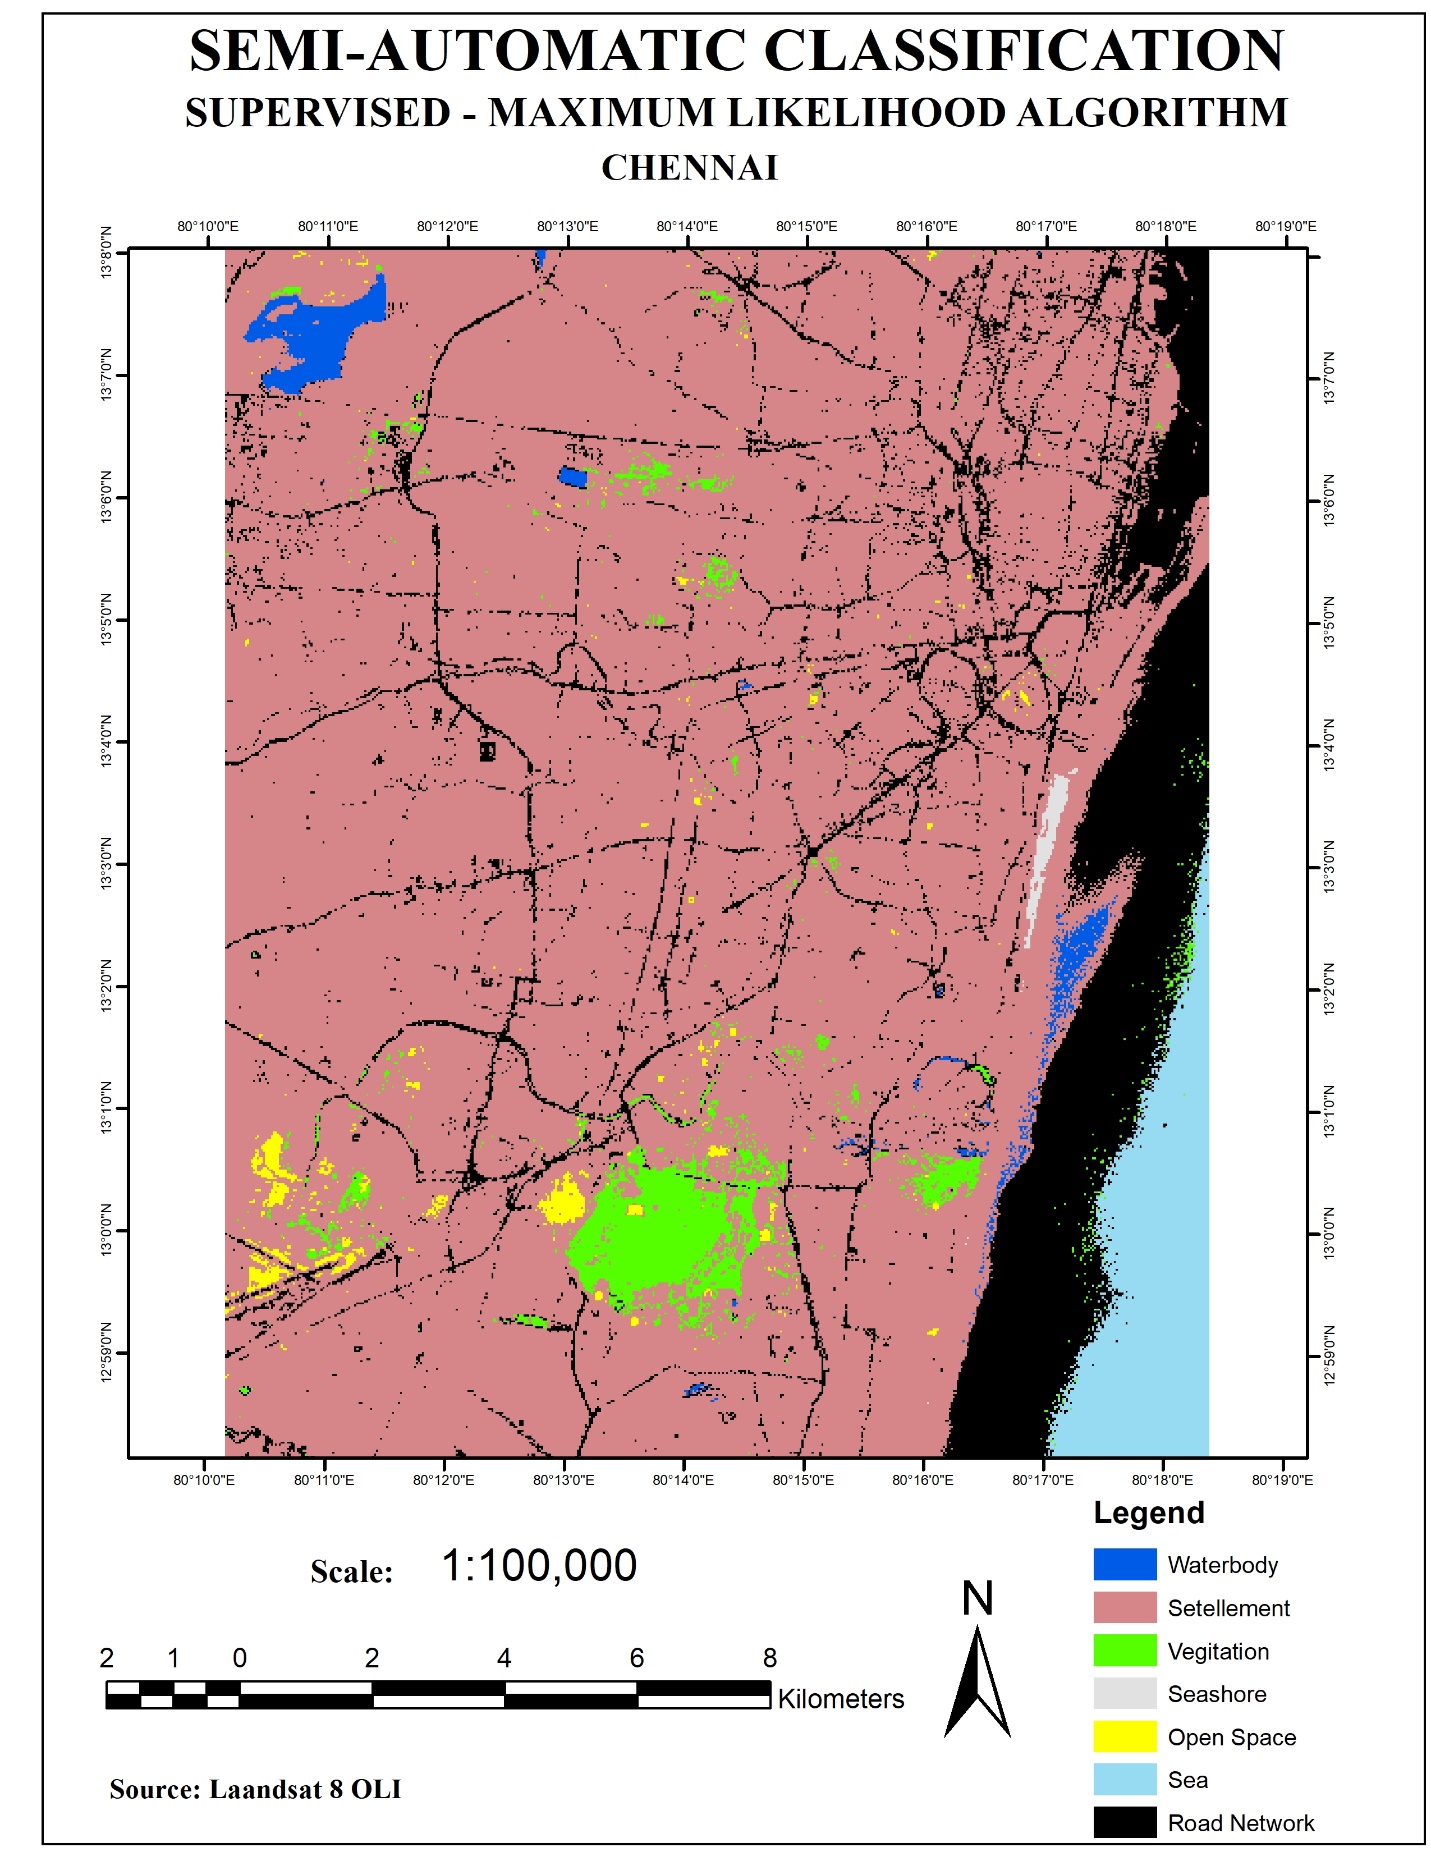 SEMI-AUTOMATIC CLASSIFICATION
SUPERVISED - MAXIMUM LIKELIHOOD ALGORITHM
CHENNAI
80°10'0"E 80°11'0"E 80°12'0"E 80°13'0"E 80°14'0"E 80°15'0"E 80°16'0"E 80°17'0"E 80°18'0"E 80°19'0"E
13°8'0"N
13°7'0"N
13°6'0"N
13°5'0"N
13°4'0"N
13°3'0"N
13°2'0"N
13°1'0"N
13°0'0"N
12°59'0"N
13°7'0"N
13°6'0"N
13°5'0"N
13°4'0"N
13°3'0"N
13°2'0"N
13°1'0"N
13°0'0"N
12°59'0"N
80°10'0"E 80°11'0"E 80°12'0"E 80°13'0"E 80°14'0"E 80°15'0"E 80°16'0"E 80°17'0"E 80°18'0"E 80°19'0"E
Scale: 1:100,000
2 1 0 2 4 6 8
Kilometers
Source: Laandsat 8 OLI
N
Legend
Waterbody
Setellement
Vegitation
Seashore
Open Space
Sea
Road Network